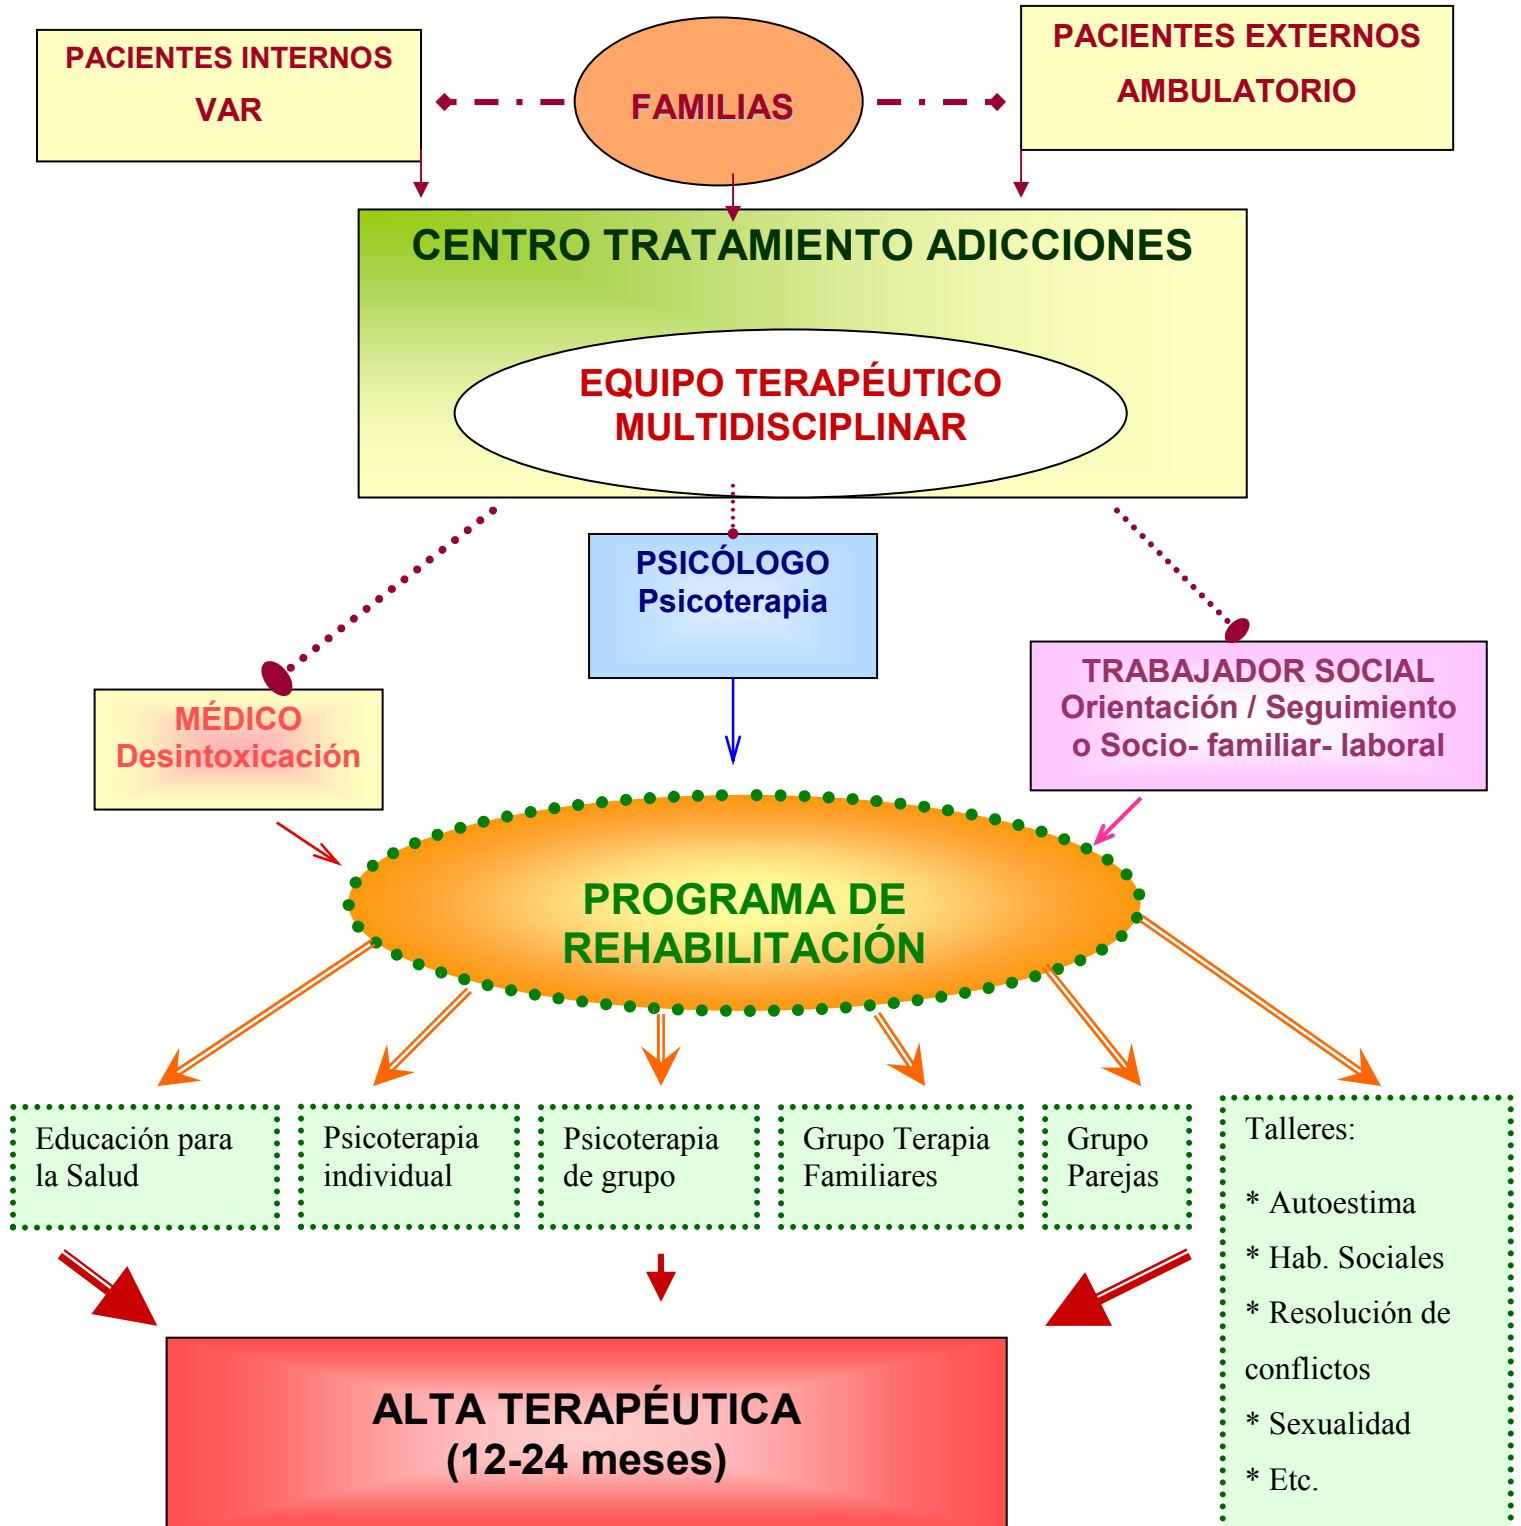 PACIENTES INTERNOS
VAR
FAMILIAS
PACIENTES EXTERNOS
AMBULATORIO
CENTRO TRATAMIENTO ADICCIONES
EQUIPO TERAPÉUTICO
MULTIDISCIPLINAR
PSICÓLOGO
Psicoterapia
MÉDICO
Desintoxicación
TRABAJADOR SOCIAL
Orientación / Seguimiento
o Socio- familiar- laboral
PROGRAMA DE
REHABILITACIÓN
Educación para
la Salud
Psicoterapia
individual
Psicoterapia
de grupo
Grupo Terapia
Familiares
Grupo
Parejas
Talleres:
* Autoestima
* Hab. Sociales
* Resolución de
conflictos
* Sexualidad
* Etc.
ALTA TERAPÉUTICA
(12-24 meses)